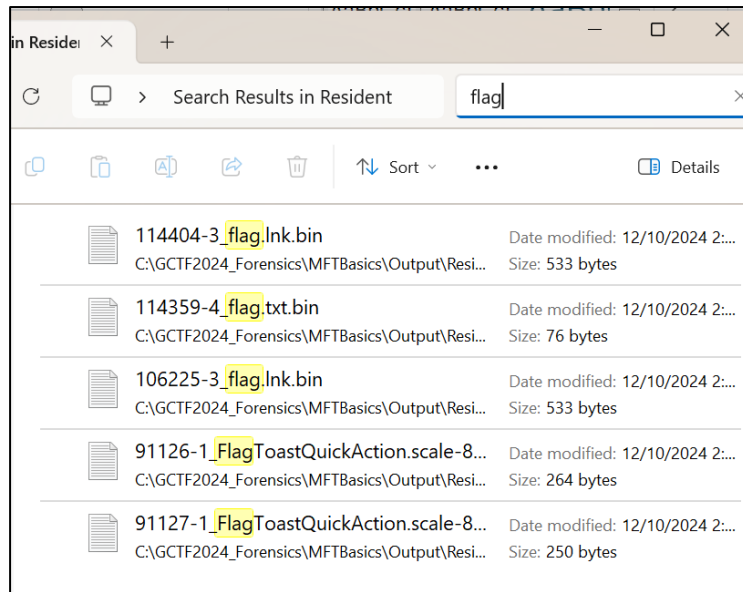 in Reside
Search Results in Resident
flag
Sort
Details
114404-3_flag.lnk.bin
Date modified: 12/10/2024 2:...
C:\GCTF2024_Forensics\MFTBasics\Output\Resi...
Size: 533 bytes
114359-4_flag.txt.bin
Date modified: 12/10/2024 2:...
C:\GCTF2024_Forensics\MFTBasics\Output\Resi...
Size: 76 bytes
106225-3_flag.lnk.bin
Date modified: 12/10/2024 2:...
C:\GCTF2024_Forensics\MFTBasics\Output\Resi...
Size: 533 bytes
91126-1_FlagToastQuickAction.scale-8...
Date modified: 12/10/2024 2:...
C:\GCTF2024_Forensics\MFTBasics\Output\Resi...
Size: 264 bytes
91127-1_FlagToastQuickAction.scale-8...
Date modified: 12/10/2024 2:...
C:\GCTF2024_Forensics\MFTBasics\Output\Resi...
Size: 250 bytes